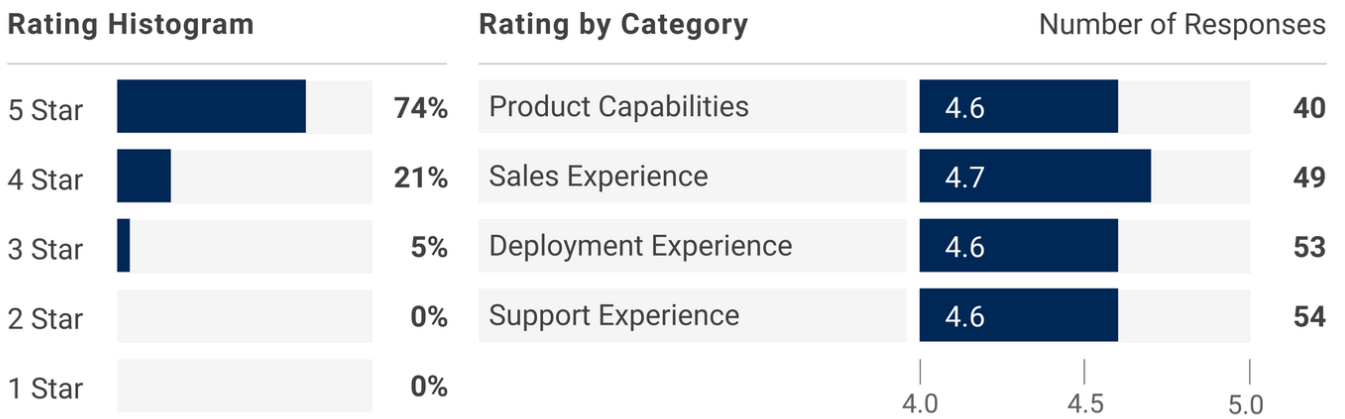 Rating Histogram
5 Star 74%
4 Star 21%
3 Star 5%
2 Star 0%
1 Star 0%
Rating by Category Number of Responses
Product Capabilities 4.6 40
Sales Experience 4.7 49
Deployment Experience 4.6 53
Support Experience 4.6 54
4.0 4.5 5.0